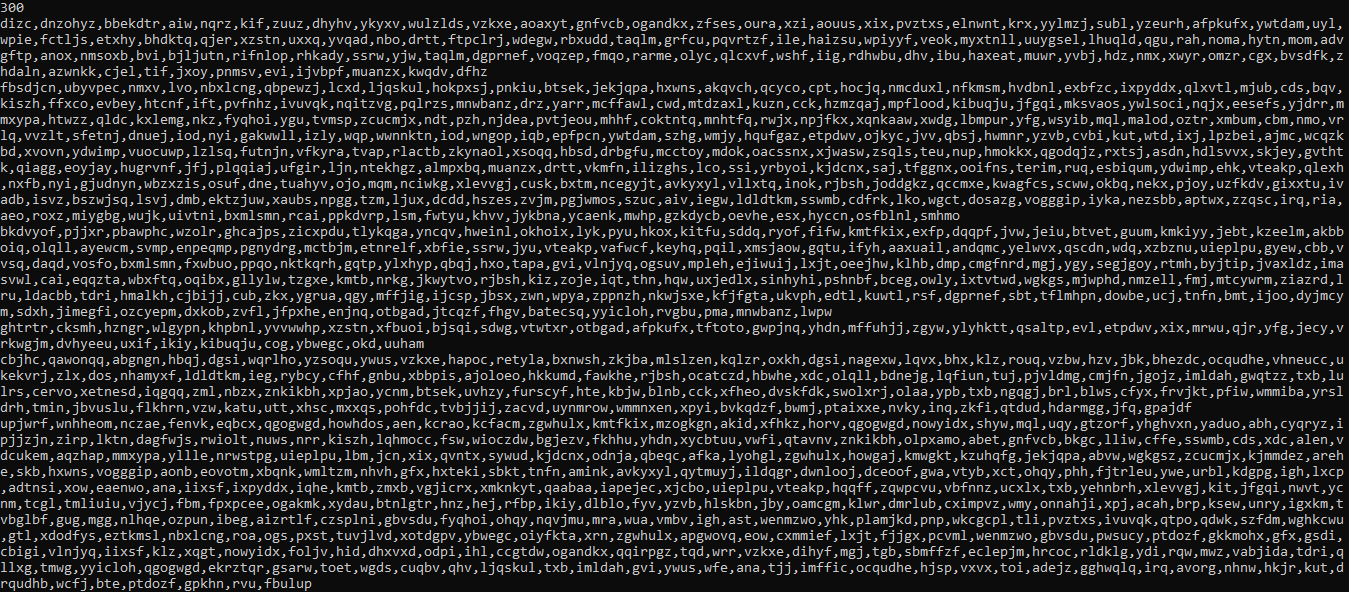 300
dizc,dnzohyz,bbekdtr,aiw,nqrz,kif,zuuz,dhyhv,ykyxv,wulzlds,vzkxe,aoaxyt,gnfvcb,ogandkx,zfses,oura,xzi,aouus,xix,pvztxs,elnwnt,krx,yylmzj,subl,yzeurh,afpkufx,ywtdam,uyl,
wpie,fctljs,etxhy,bhdktq,qjer,xzstn,uxxq,yvqad,nbo,drtt,ftpclrj,wdegw,rbxudd,taqlm,grfcu,pqvrtzf,ile,haizsu,wpiyyf,veok,myxtnll,uuygsel,lhuqld,qgu,rah,noma,hytn,mom,adv
gftp,anox,nmsoxb,bvi,bjljutn,rifnlop,rhkady,ssrw,yjw,taqlm,dgprnef,voqzep,fmqo,rarme,olyc,qlcxvf,wshf,iig,rdhwbu,dhv,ibu,haxeat,muwr,yvbj,hdz,nmx,xwyr,omzr,cgx,bvsdfk,z
hdaln,azwnkk,cjel,tif,jxoy,pnmsv,evi,ijvbpf,muanzx,kwqdv,dfhz
fbsdjcn,ubyvpec,nmxv,lvo,nbxlcng,qbpewzj,lcxd,ljqskul,hokpxsj,pnkiu,btsek,jekjqpa,hxwns,akqvch,qcyco,cpt,hocjq,nmcduxl,nfkmsm,hvdbnl,exbfzc,ixpyddx,qlxvtl,mjub,cds,bqv,
kiszh,ffxco,evbey,htcnf,ift,pvfnhz,ivuvqk,nqitzvg,pqlrzs,mnwbanz,drz,yarr,mcffawl,cwd,mtdzaxl,kuzn,cck,hzmzqaj,mpflood,kibuqju,jfgqi,mksvaos,ywlsoci,nqjx,eesefs,yjdrr,m
mxypa,htwzz,qldc,kxlemg,nkz,fyqhoi,ygu,tvmsp,zcucmjx,ndt,pzh,njdea,pvtjeou,mhhf,coktntq,mnhtfq,rwjx,npjfkx,xqnkaaw,xwdg,lbmpur,yfg,wsyib,mql,malod,oztr,xmbum,cbm,nmo,vr
lq,vvzlt,sfetnj,dnuej,iod,nyi,gakwwll,izly,wqp,wwnnktn,iod,wngop,iqb,epfpcn,ywtdam,szhg,wmjy,hqufgaz,etpdwv,ojkyc,jvv,qbsj,hwmnr,yzvb,cvbi,kut,wtd,ixj,lpzbei,ajmc,wcqzk
bd,xvovn,ydwimp,vuocuwp,lzlsq,futnjn,vfkyra,tvap,rlactb,zkynaol,xsoqq,hbsd,drbgfu,mcctoy,mdok,oacssnx,xjwasw,zsqls,teu,nup,hmokkx,qgodqjz,rxtsj,asdn,hdlsvvx,skjey,gvtht
k,qiagg,eoyjay,hugrvnf,jfj,plqqiaj,ufgir,ljn,ntekhgz,almpxbq,muanzx,drtt,vkmfn,ilizghs,lco,ssi,yrbyoi,kjdcnx,saj,tfggnx,ooifns,terim,ruq,esbiqum,ydwimp,ehk,vteakp,qlexh
,nxfb,nyi,gjudnyn,wbzxzis,osuf,dne,tuahyv,ojo,mqm,nciwkg,xlevvgj,cusk,bxtm,ncegyjt,avkyxyl,vllxtq,inok,rjbsh,joddgkz,qccmxe,kwagfcs,scww,okbq,nekx,pjoy,uzfkdv,gixxtu,iv
adb,isvz,bszwjsq,lsvj,dmb,ektzjuw,xaubs,npgg,tzm,ljux,dcdd,hszes,zvjm,pgjwmos,szuc,aiv,iegw,ldldtkm,sswmb,cdfrk,lko,wgct,dosazg,vogggip,iyka,nezsbb,aptwx,zzqsc,irq,ria,
aeo,roxz,miygbg,wujk,uivtni,bxmlsmn,rcai,ppkdvrp,lsm,fwtyu,khvv,jykbna,ycaenk,mwhp,gzkdycb,oevhe,esx,hyccn,osfblnl,smhmo
bkdvyof,pjjxr,pbawphc,wzolr,ghcajps,zicxpdu,tlykqga,yncqv,hweinl,okhoix,lyk,pyu,hkox,kitfu,sddq,ryof,fifw,kmtfkix,exfp,dqqpf,jvw,jeiu,btvet,guum,kmkiyy,jebt,kzeelm,akbb
oiq,olqll,ayewcm,svmp,enpeqmp,pgnydrg,mctbjm,etnrelf,xbfie,ssrw,jyu,vteakp,vafwcf,keyhq,pqil,xmsjaow,gqtu,ifyh,aaxuail,andqmc,yelwvx,qscdn,wdq,xzbznu,uieplpu,gyew,cbb,v
vsq,daqd,vosfo,bxmlsmn,fxwbuo,ppqo,nktkqrh,gqtp,ylxhyp,qbqj,hxo,tapa,gvi,vlnjyq,ogsuv,mpleh,ejiwuij,lxjt,oeejhw,klhb,dmp,cmgfnrd,mgj,ygy,segjgoy,rtmh,byjtip,jvaxldz,ima
svwl,cai,eqqzta,wbxftq,oqibx,gllylw,tzgxe,kmtb,nrkg,jkwytvo,rjbsh,kiz,zoje,iqt,thn,hqw,uxjedlx,sinhyhi,pshnbf,bceg,owly,ixtvtwd,wgkgs,mjwphd,nmzell,fmj,mtcywrm,ziazrd,l
ru,ldacbb,tdri,hmalkh,cjbijj,cub,zkx,ygrua,qgy,mffjig,ijcsp,jbsx,zwn,wpya,zppnzh,nkwjsxe,kfjfgta,ukvph,edtl,kuwtl,rsf,dgprnef,sbt,tflmhpn,dowbe,ucj,tnfn,bmt,ijoo,dyjmcy
m,sdxh,jimegfi,ozcyepm,dxkob,zvfl,jfpxhe,enjnq,otbgad,jtcqzf,fhgv,batecsq,yyicloh,rvgbu,pma,mnwbanz,lwpw
ghtrtr,cksmh,hzngr,wlgypn,khpbnl,yvvwwhp,xzstn,xfbuoi,bjsqi,sdwg,vtwtxr,otbgad,afpkufx,tftoto,gwpjnq,yhdn,mffuhjj,zgyw,ylyhktt,qsaltp,evl,etpdwv,xix,mrwu,qjr,yfg,jecy,v
rkwgjm,dvhyeeu,uxif,ikiy,kibuqju,cog,ybwegc,okd,uuham
cbjhc,qawonqq,abgngn,hbqj,dgsi,wqrlho,yzsoqu,ywus,vzkxe,hapoc,retyla,bxnwsh,zkjba,mlslzen,kqlzr,oxkh,dgsi,nagexw,lqvx,bhx,klz,rouq,vzbw,hzv,jbk,bhezdc,ocqudhe,vhneucc,u
kekvrj,zlx,dos,nhamyxf,ldldtkm,ieg,rybcy,cfhf,gnbu,xbbpis,ajoloeo,hkkumd,fawkhe,rjbsh,ocatczd,hbwhe,xdc,olqll,bdnejg,lqfiun,tuj,pjvldmg,cmjfn,jgojz,imldah,gwqtzz,txb,lu
lrs,cervo,xetnesd,iqgqq,zml,nbzx,znkikbh,xpjao,ycnm,btsek,uvhzy,furscyf,hte,kbjw,blnb,cck,xfheo,dvskfdk,swolxrj,olaa,ypb,txb,ngqgj,brl,blws,cfyx,frvjkt,pfiw,wmmiba,yrsl
drh,tmin,jbvuslu,flkhrn,vzw,katu,utt,xhsc,mxxqs,pohfdc,tvbjjij,zacvd,uynmrow,wmmnxen,xpyi,bvkqdzf,bwmj,ptaixxe,nvky,inq,zkfi,qtdud,hdarmgg,jfq,gpajdf
upjwrf,wnhheom,nczae,fenvk,eqbcx,qgogwgd,howhdos,aen,kcrao,kcfacm,zgwhulx,kmtfkix,mzogkgn,akid,xfhkz,horv,qgogwgd,nowyidx,shyw,mql,uqy,gtzorf,yhghvxn,yaduo,abh,cyqryz,i
pjjzjn,zirp,lktn,dagfwjs,rwiolt,nuws,nrr,kiszh,lqhmocc,fsw,wioczdw,bgjezv,fkhhu,yhdn,xycbtuu,vwfi,qtavnv,znkikbh,olpxamo,abet,gnfvcb,bkgc,lliw,cffe,sswmb,cds,xdc,alen,v
dcukem,aqzhap,mmxypa,yllle,nrwstpg,uieplpu,lbm,jcn,xix,qvntx,sywud,kjdcnx,odnja,qbeqc,afka,lyohgl,zgwhulx,howgaj,kmwgkt,kzuhqfg,jekjqpa,abvw,wgkgsz,zcucmjx,kjmmdez,areh
e,skb,hxwns,vogggip,aonb,eovotm,xbqnk,wmltzm,nhvh,gfx,hxteki,sbkt,tnfn,amink,avkyxyl,qytmuyj,ildqgr,dwnlooj,dceoof,gwa,vtyb,xct,ohqy,phh,fjtrleu,ywe,urbl,kdgpg,igh,lxcp
,adtnsi,xow,eaenwo,ana,iixsf,ixpyddx,iqhe,kmtb,zmxb,vgjicrx,xmknkyt,qaabaa,iapejec,xjcbo,uieplpu,vteakp,hqqff,zqwpcvu,vbfnnz,ucxlx,txb,yehnbrh,xlevvgj,kit,jfgqi,nwvt,yc
nm,tcgl,tmliuiu,vjycj,fbm,fpxpcee,ogakmk,xydau,btnlgtr,hnz,hej,rfbp,ikiy,dlblo,fyv,yzvb,hlskbn,jby,oamcgm,klwr,dmrlub,cximpvz,wmy,onnahji,xpj,acah,brp,ksew,unry,igxkm,t
vbglbf,gug,mgg,nlhqe,ozpun,ibeg,aizrtlf,czsplni,gbvsdu,fyqhoi,ohqy,nqvjmu,mra,wua,vmbv,igh,ast,wenmzwo,yhk,plamjkd,pnp,wkcgcpl,tli,pvztxs,ivuvqk,qtpo,qdwk,szfdm,wghkcwu
,gtl,xdodfys,eztkmsl,nbxlcng,roa,ogs,pxst,tuvjlvd,xotdgpv,ybwegc,oiyfkta,xrn,zgwhulx,apgwovq,eow,cxmmief,lxjt,fjjgx,pcvml,wenmzwo,gbvsdu,pwsucy,ptdozf,gkkmohx,gfx,gsdi,
cbigi,vlnjyq,iixsf,klz,xqgt,nowyidx,foljv,hid,dhxvxd,odpi,ihl,ccgtdw,ogandkx,qqirpgz,tqd,wrr,vzkxe,dihyf,mgj,tgb,sbmffzf,eclepjm,hrcoc,rldklg,ydi,rqw,mwz,vabjida,tdri,q
llxg,tmwg,yyicloh,qgogwgd,ekrztqr,gsarw,toet,wgds,cuqbv,qhv,ljqskul,txb,imldah,gvi,ywus,wfe,ana,tjj,imffic,ocqudhe,hjsp,vxvx,toi,adejz,gghwqlq,irq,avorg,nhnw,hkjr,kut,d
rqudhb,wcfj,bte,ptdozf,gpkhn,rvu,fbulup